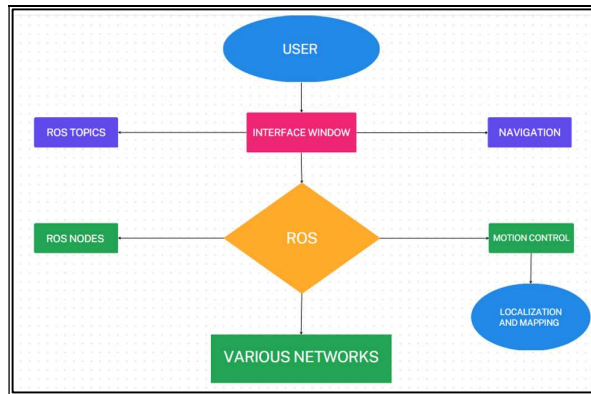 USER
ROS TOPICS
INTERFACE WINDOW
NAVIGATION
ROS NODES
ROS
MOTION CONTROL
LOCALIZATION
AND MAPPING
VARIOUS NETWORKS